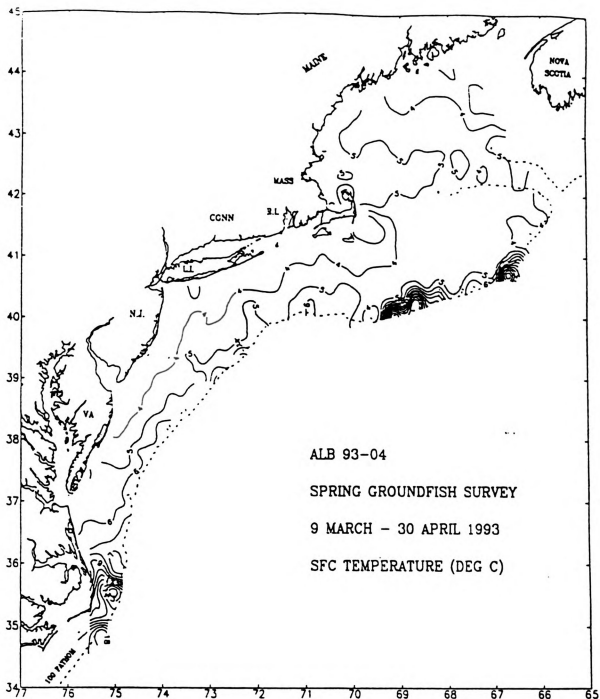 45
44
43
42
41
40
39
38
37
36
35
34
77 76 75 74 73 72 71 70 69 68 67 66 65
MAINE
NOVA
SCOTIA
MASS
R.I.
CONN
L.I.
N.J.
VA
100 FATHOM
ALB 93-04
SPRING GROUNDFISH SURVEY
9 MARCH - 30 APRIL 1993
SFC TEMPERATURE (DEG C)